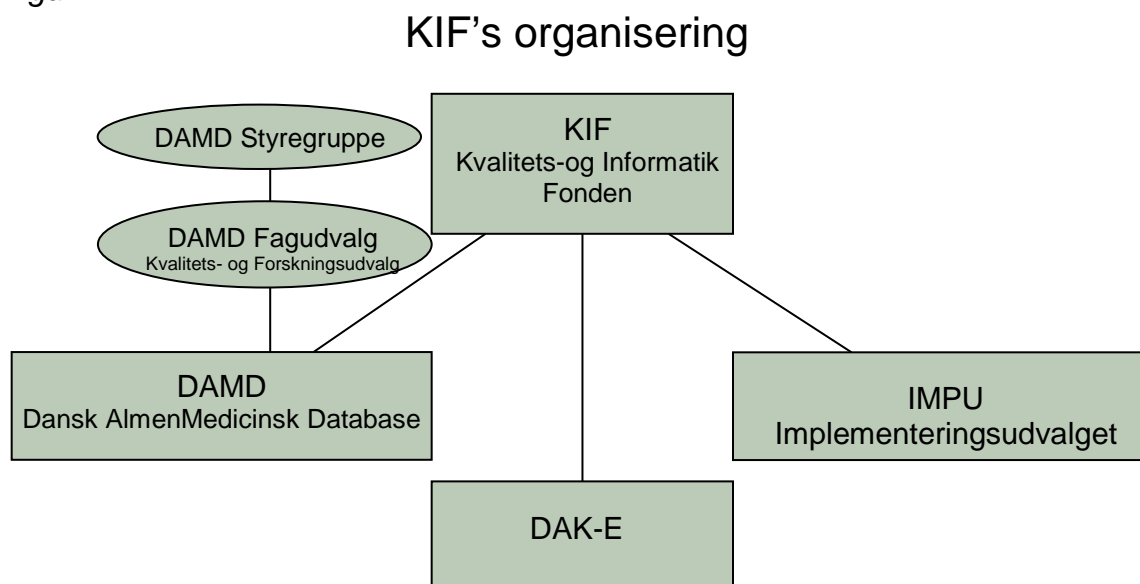 KIF's organisering
DAMD Styregruppe
KIF
Kvalitets-og Informatik
Fonden
DAMD Fagudvalg
Kvalitets- og Forskningsudvalg
DAMD
Dansk AlmenMedicinsk Database
IMPU
Implementeringsudvalget
DAK-E